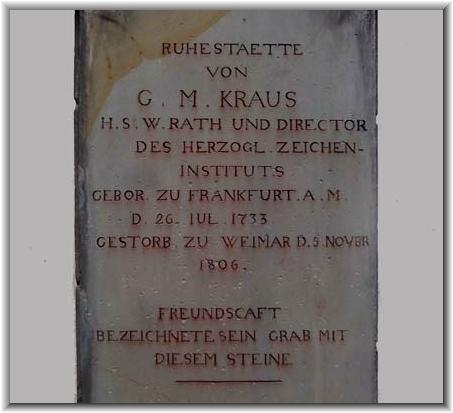 RUHESTAETTE
VON
G. M. KRAUS
H.S.W. RATH UND DIRECTOR
DES HERZOGL. ZEICHEN-
INSTITUTS
GEBOR. ZU FRANKFURT. A. M.
D. 26. IUL. 1733
GESTORB. ZU WEIMAR D. 5. NOVBR
1806.
FREUNDSCAFT
BEZEICHNETE SEIN GRAB MIT
DIESEM STEINE